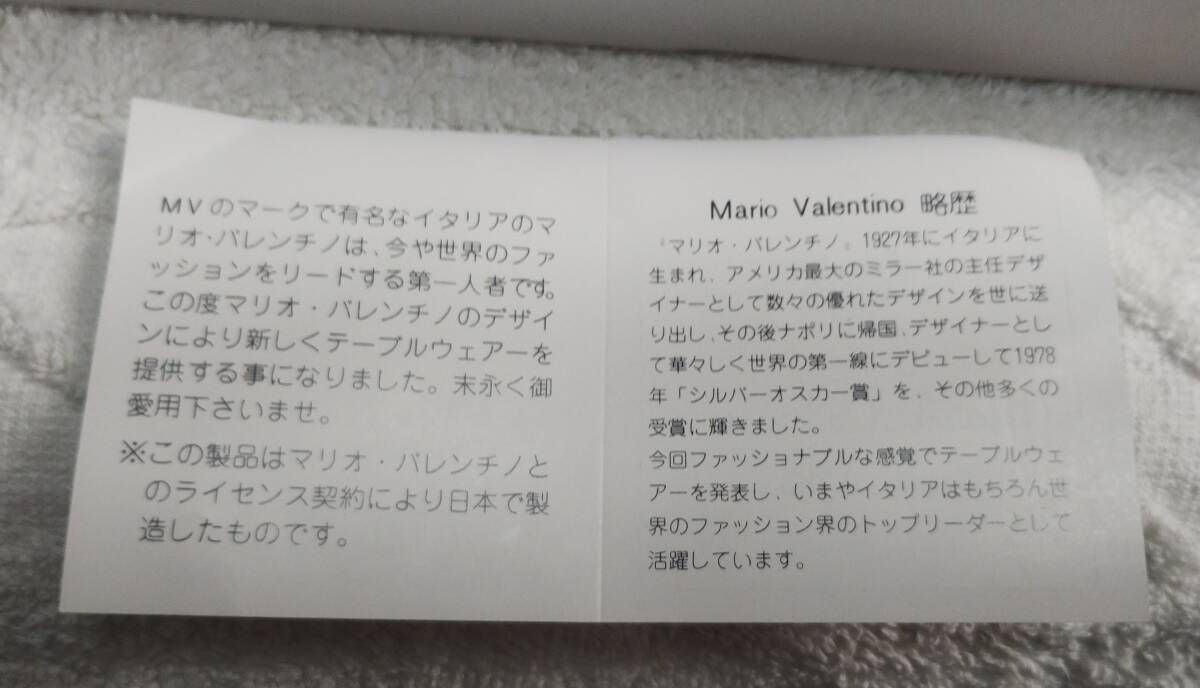 MVのマークで有名なイタリアのマ
リオ・バレンチノは、今や世界のファ
ッションをリードする第一人者です。
この度マリオ・バレンチノのデザイ
ンにより新しくテーブルウェアーを
提供する事になりました。末永く御
愛用下さいませ。
※この製品はマリオ・バレンチノと
のライセンス契約により日本で製
造したものです。
Mario Valentino 略歴
「マリオ・バレンチノ」1927年にイタリアに
生まれ、アメリカ最大のミラー社の主任デザ
イナーとして数々の優れたデザインを世に送
り出し、その後ナポリに帰国、デザイナーとし
て華々しく世界の第一線にデビューして1978
年「シルバーオスカー賞」を、その他多くの
受賞に輝きました。
今回ファッショナブルな感覚でテーブルウェ
アーを発表し、いまやイタリアはもちろん世
界のファッション界のトップリーダーとして
活躍しています。